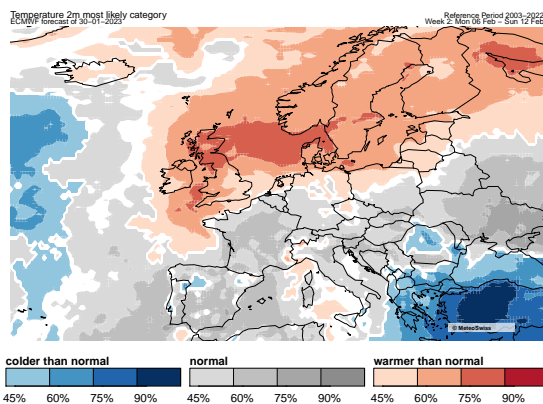 Temperature 2m most likely category
Reference Period 2003−2022
ECMWF forecast of 30−01−2023
Week 2: Mon 06 Feb − Sun 12 Feb
© MeteoSwiss
colder than normal
normal
warmer than normal
45% 60% 75% 90%
45% 60% 75% 90%
45% 60% 75% 90%